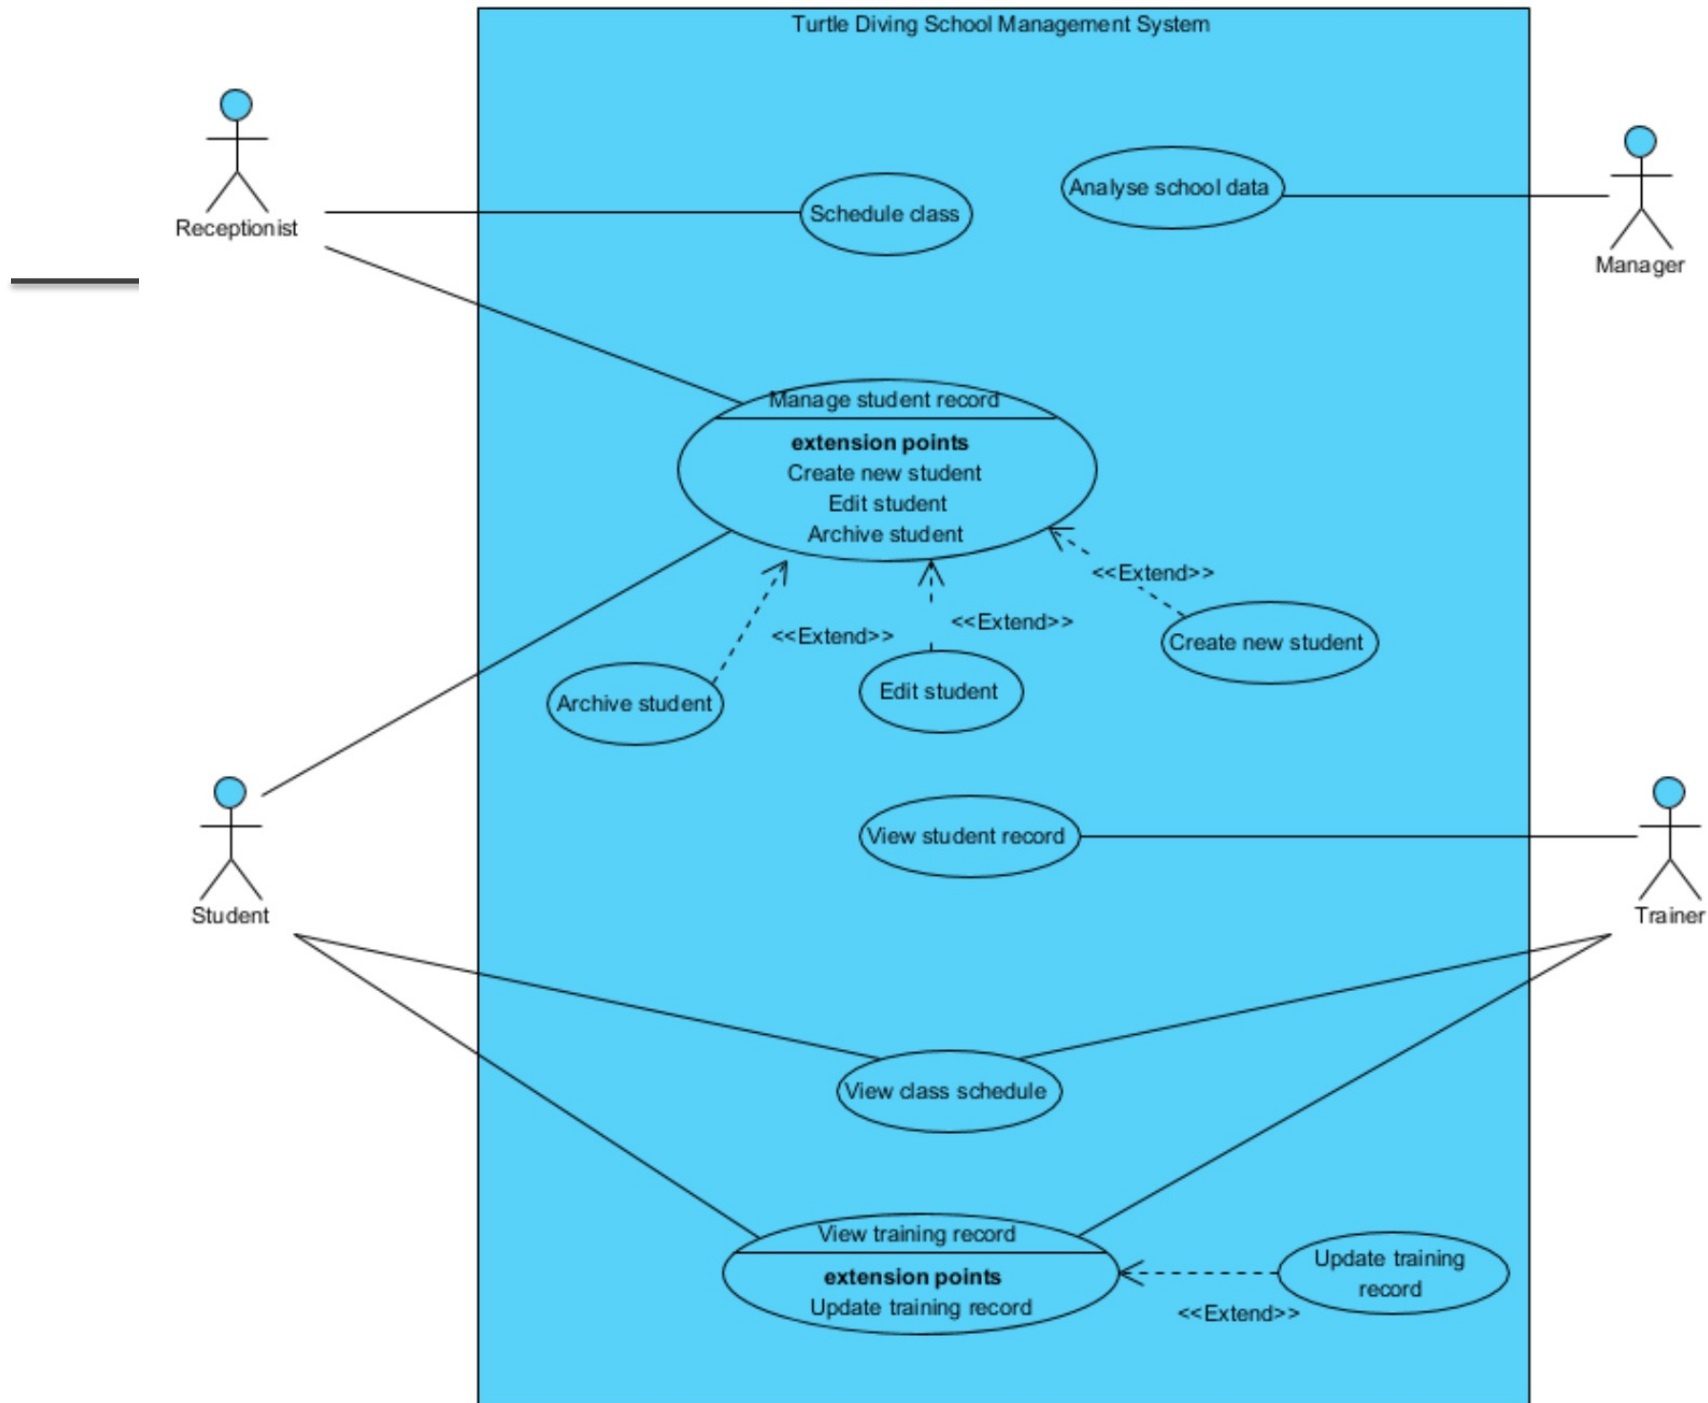 Turtle Diving School Management System
Receptionist
Schedule class
Analyse school data
Manager
Manage student record
extension points
Create new student
Edit student
Archive student
<<Extend>>
<<Extend>>
<<Extend>>
Create new student
Edit student
Archive student
View student record
Student
Trainer
View class schedule
View training record
extension points
Update training record
Update training
record
<<Extend>>